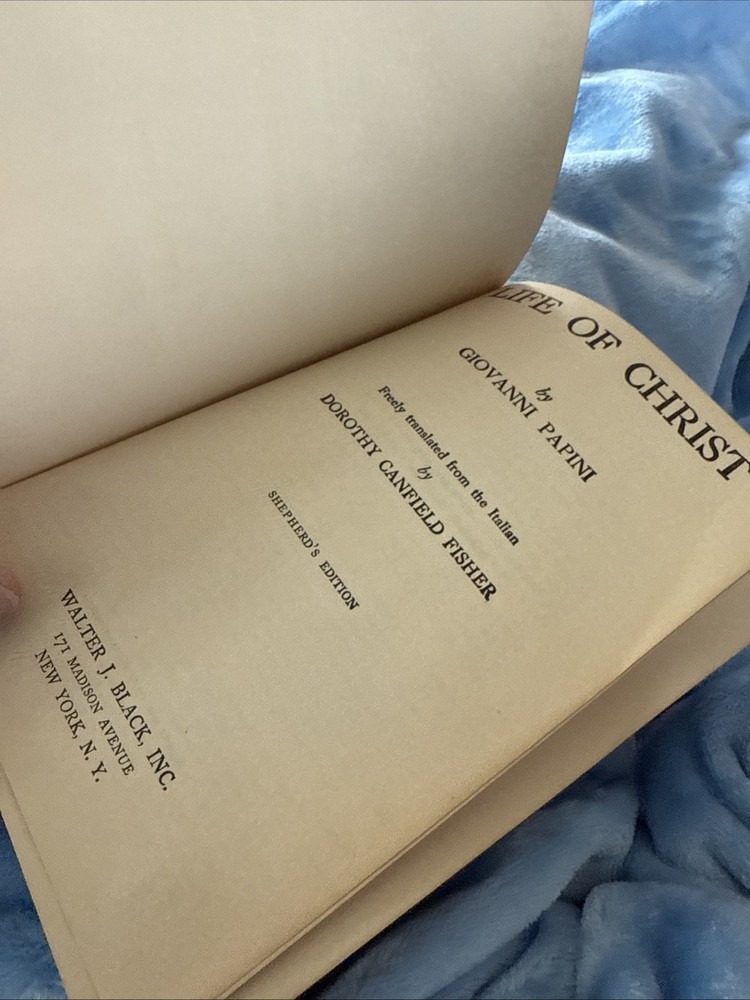 LIFE OF CHRIST
by
GIOVANNI PAPINI
Freely translated from the Italian
by
DOROTHY CANFIELD FISHER
SHEPHERD'S EDITION
WALTER J. BLACK, INC.
171 MADISON AVENUE
NEW YORK, N. Y.